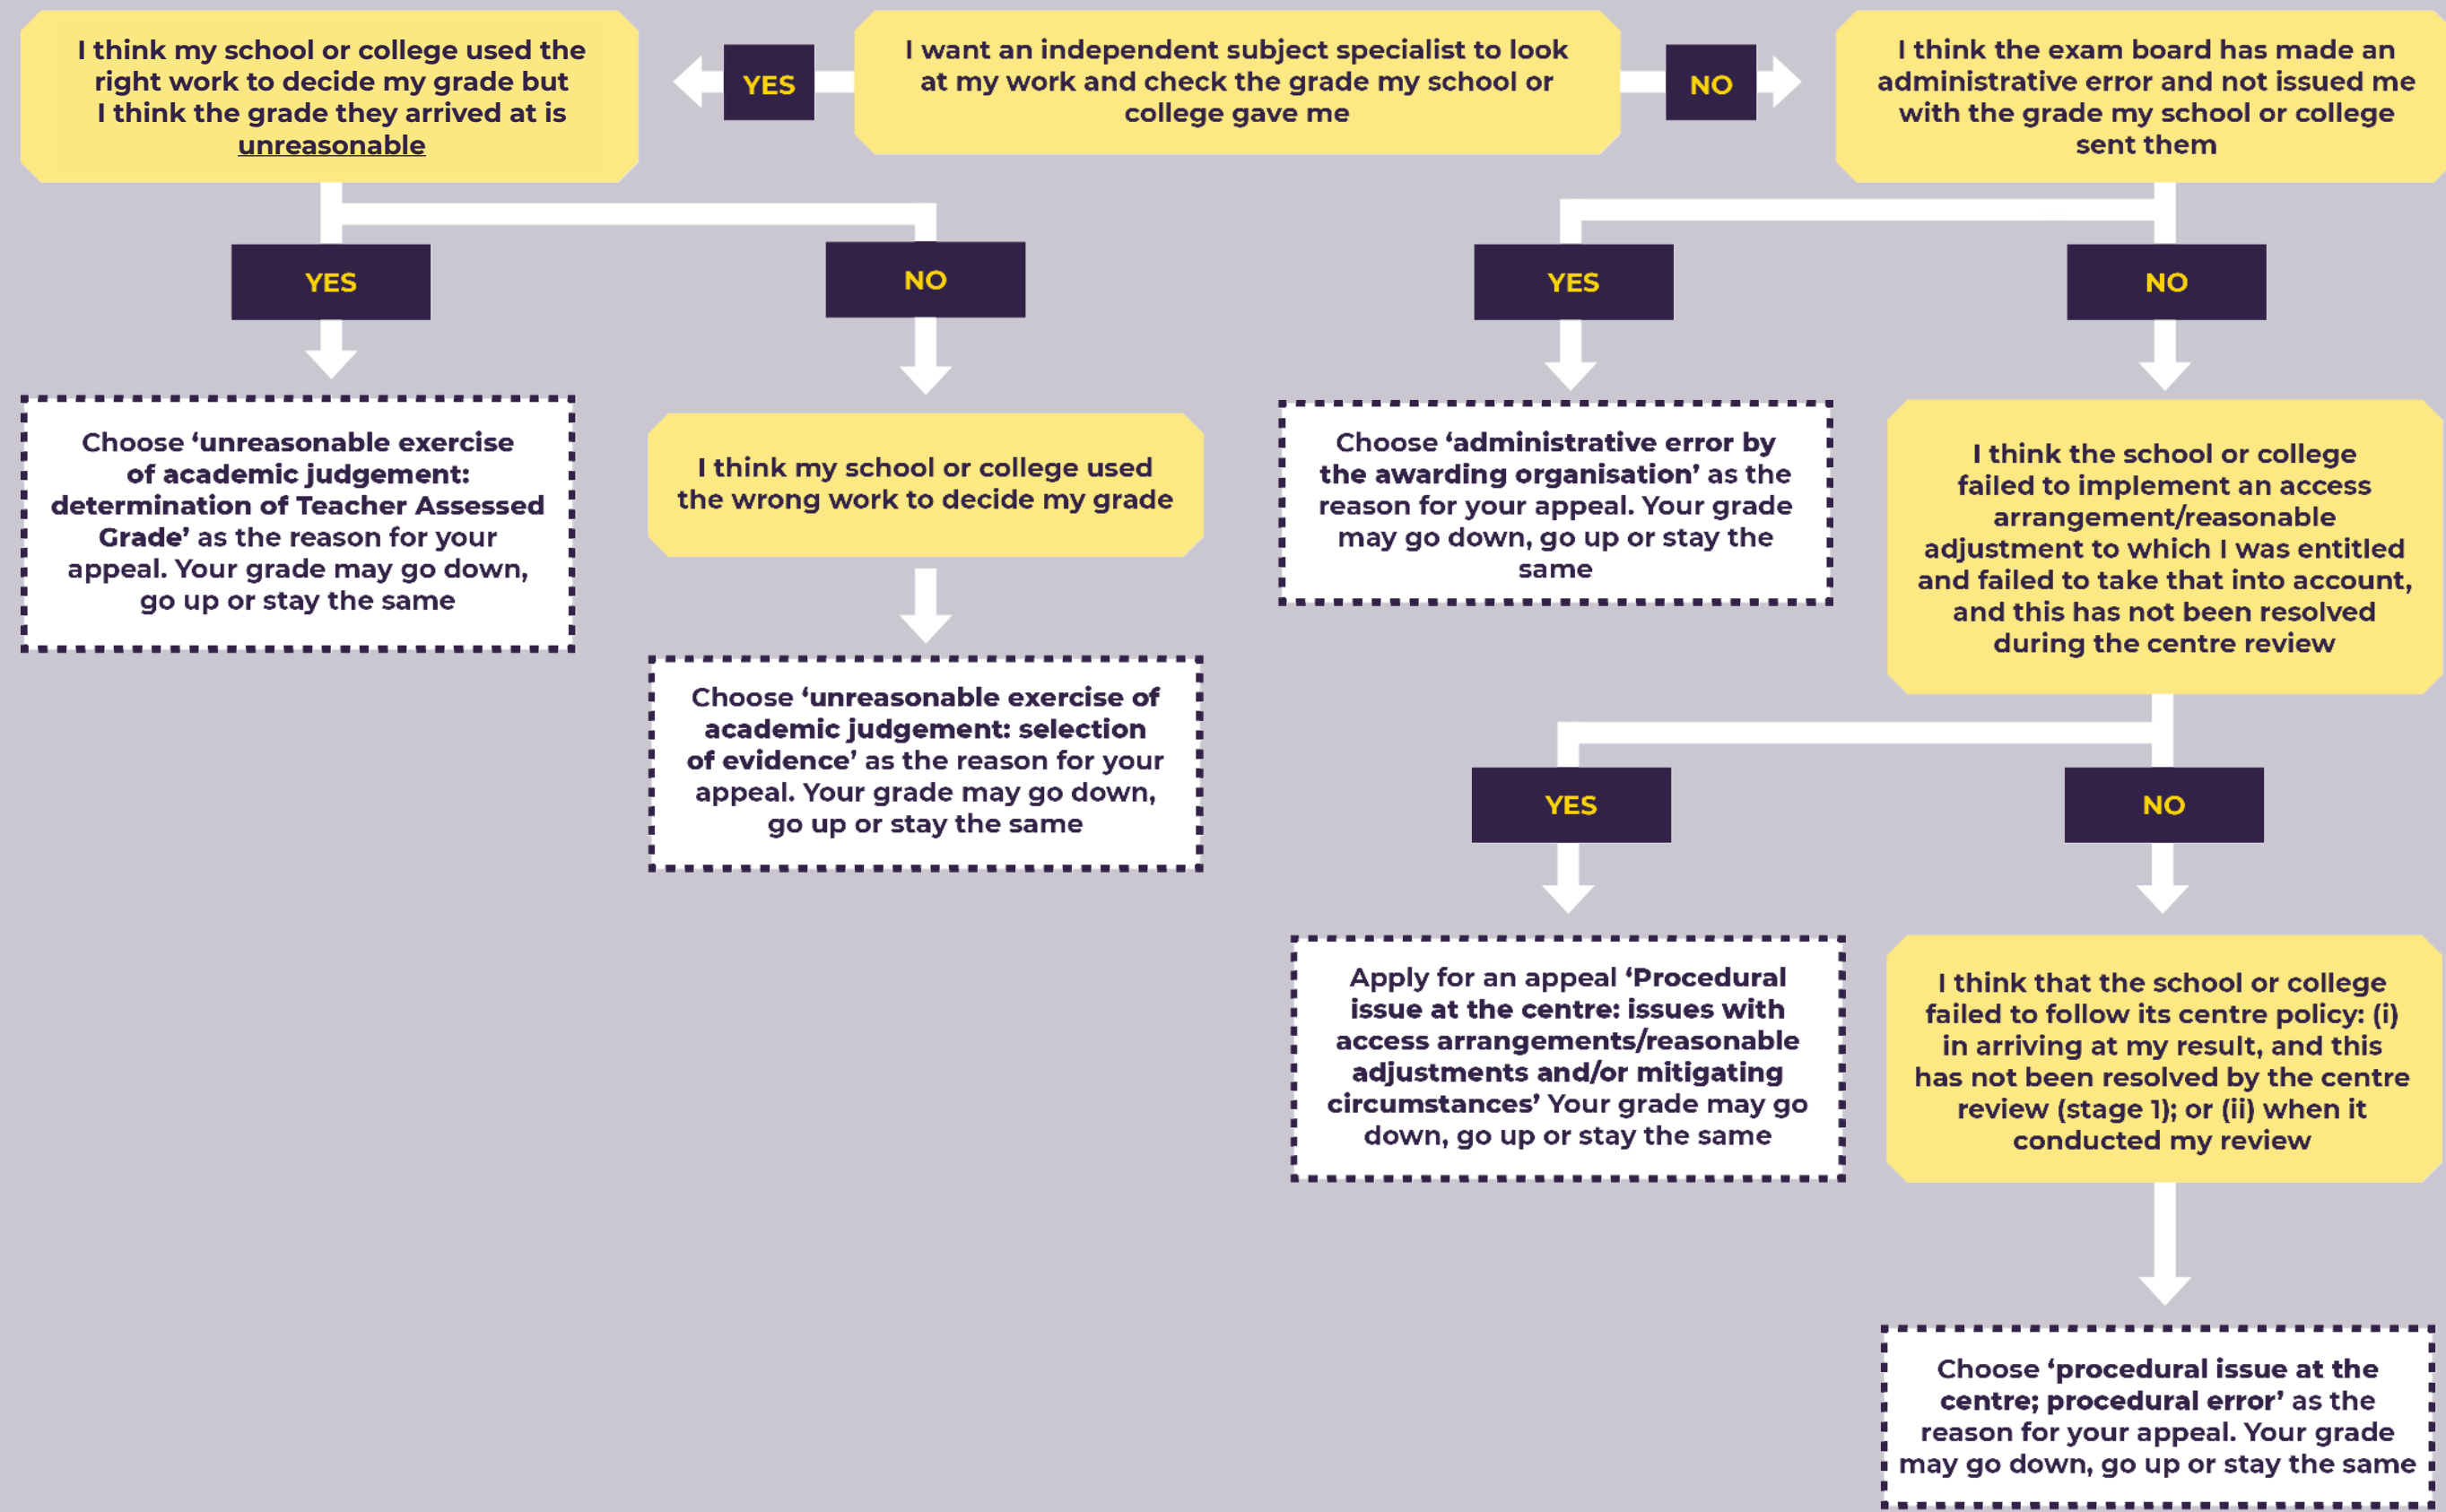 I think my school or college used the
right work to decide my grade but
I think the grade they arrived at is
unreasonable
YES
I want an independent subject specialist to look
at my work and check the grade my school or
college gave me
NO
I think the exam board has made an
administrative error and not issued me
with the grade my school or college
sent them
YES
NO
YES
NO
Choose ‘unreasonable exercise
of academic judgement:
determination of Teacher Assessed
Grade’ as the reason for your
appeal. Your grade may go down,
go up or stay the same
I think my school or college used
the wrong work to decide my grade
Choose ‘unreasonable exercise of
academic judgement: selection
of evidence’ as the reason for your
appeal. Your grade may go down,
go up or stay the same
Choose ‘administrative error by
the awarding organisation’ as the
reason for your appeal. Your grade
may go down, go up or stay the
same
I think the school or college
failed to implement an access
arrangement/reasonable
adjustment to which I was entitled
and failed to take that into account,
and this has not been resolved
during the centre review
YES
NO
Apply for an appeal ‘Procedural
issue at the centre: issues with
access arrangements/reasonable
adjustments and/or mitigating
circumstances’ Your grade may go
down, go up or stay the same
I think that the school or college
failed to follow its centre policy: (i)
in arriving at my result, and this
has not been resolved by the centre
review (stage 1); or (ii) when it
conducted my review
Choose ‘procedural issue at the
centre; procedural error’ as the
reason for your appeal. Your grade
may go down, go up or stay the same